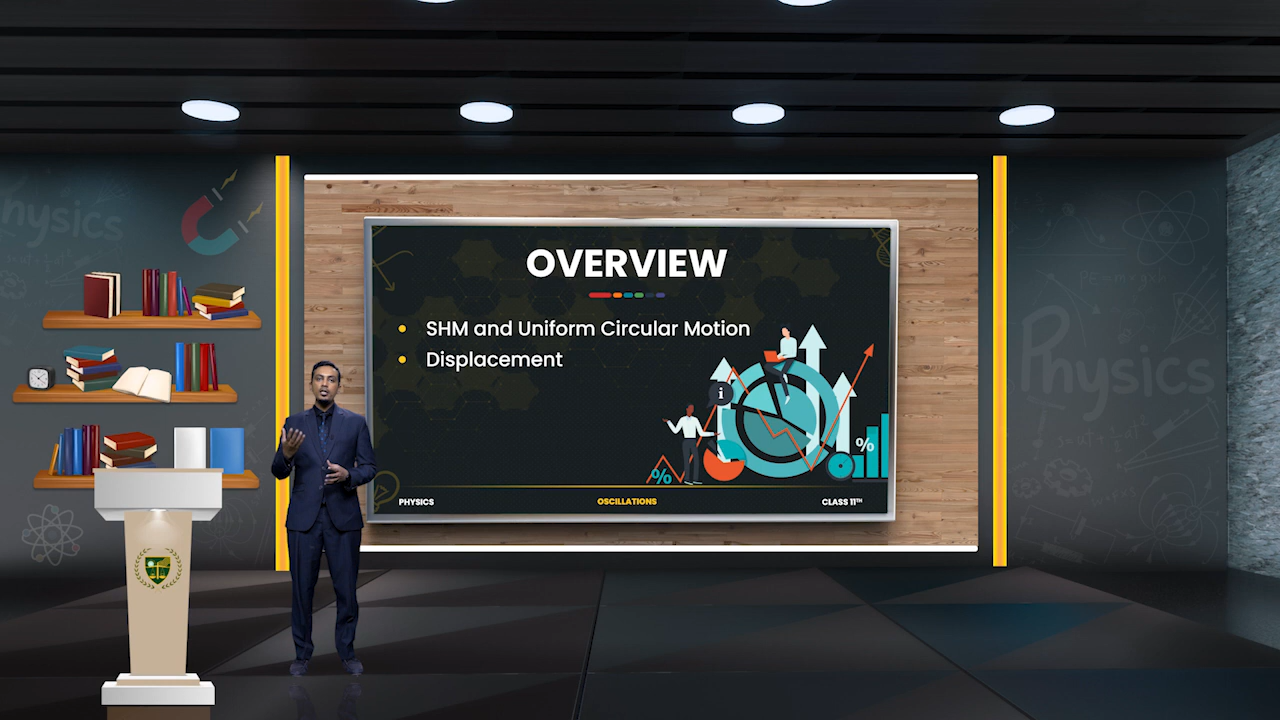 OVERVIEW
• SHM and Uniform Circular Motion
• Displacement
i
%
%
PHYSICS
OSCILLATIONS
CLASS 11TH
Physics
Physics